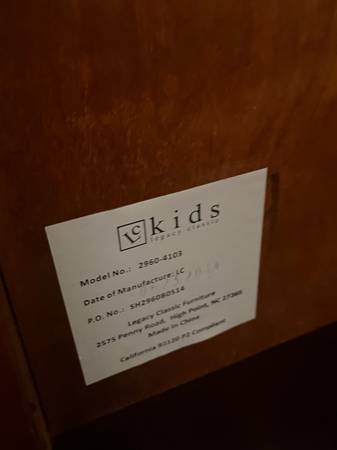 LC kids
legacy classic
Model No.: 2960-4103
Date of Manufacture: LC
P.O. No.: SH2960B0514
Legacy Classic Furniture
2575 Penny Road, High Point, NC 27265
Made in China
California 93120 P2 Compliant